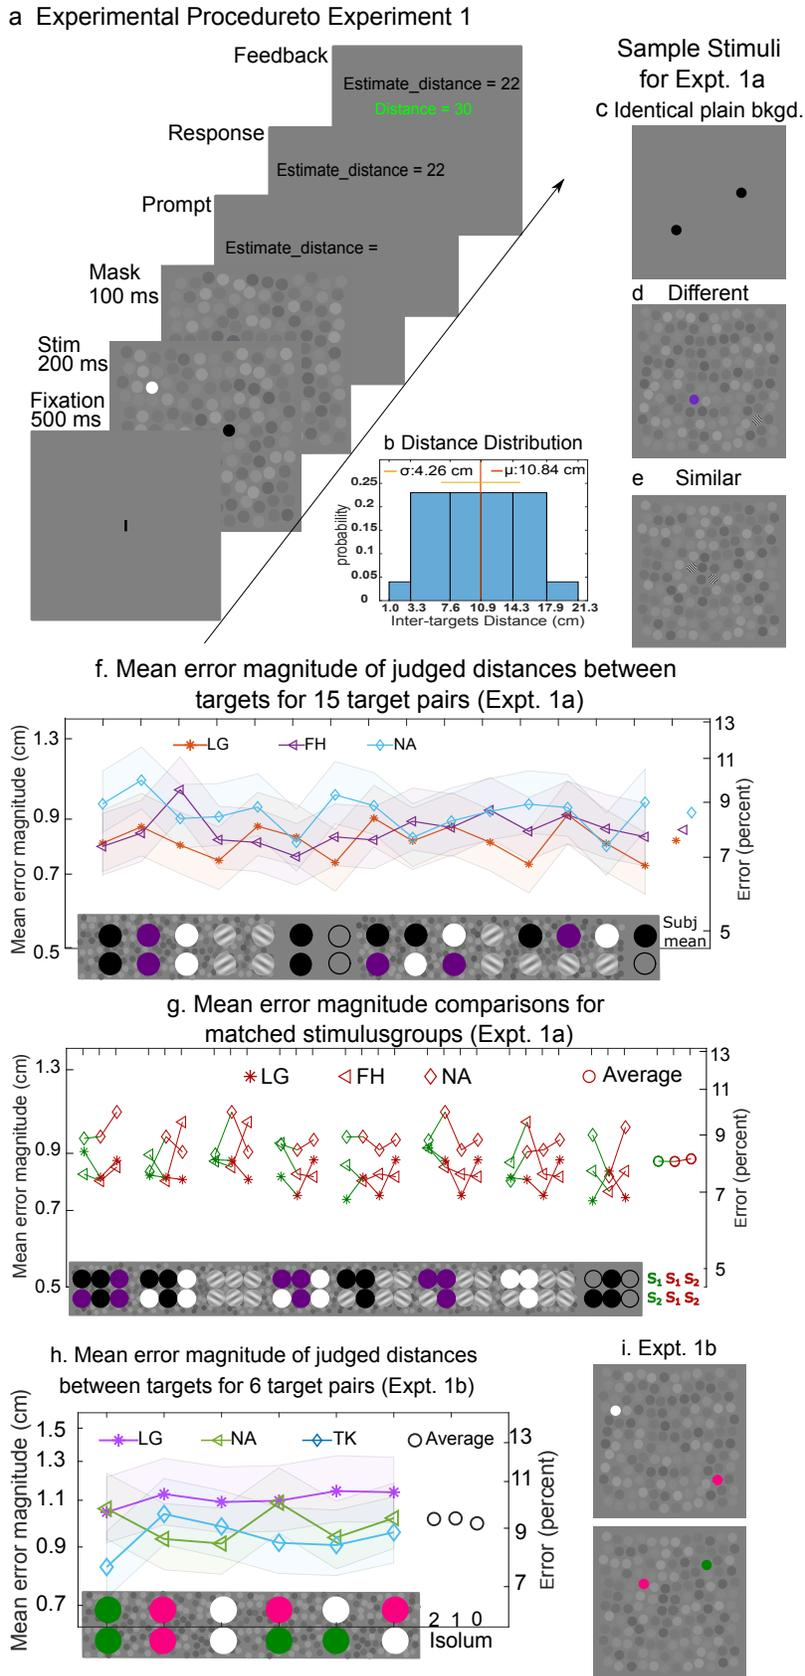 a Experimental Procedureto Experiment 1
Feedback
Estimate_distance = 22
Distance = 30
Response
Estimate_distance = 22
Prompt
Estimate_distance =
Mask
100 ms
Stim
200 ms
Fixation
500 ms
Sample Stimuli
for Expt. 1a
c Identical plain bkgd.
d Different
e Similar
b Distance Distribution
σ:4.26 cm
μ:10.84 cm
probability
0.25
0.2
0.15
0.1
0.05
0
1.0 3.3 7.6 10.9 14.3 17.9 21.3
Inter-targets Distance (cm)
f. Mean error magnitude of judged distances between
targets for 15 target pairs (Expt. 1a)
Mean error magnitude (cm)
1.3
0.9
0.7
0.5
LG FH NA
13
11
9
7
5
Error (percent)
Subj
mean
g. Mean error magnitude comparisons for
matched stimulusgroups (Expt. 1a)
Mean error magnitude (cm)
1.3
0.9
0.7
0.5
LG FH NA Average
13
11
9
7
5
Error (percent)
S1 S1 S2
S2 S1 S2
h. Mean error magnitude of judged distances
between targets for 6 target pairs (Expt. 1b)
Mean error magnitude (cm)
1.5
1.3
1.1
0.9
0.7
LG NA TK Average
13
11
9
7
Error (percent)
2 1 0
Isolum
i. Expt. 1b